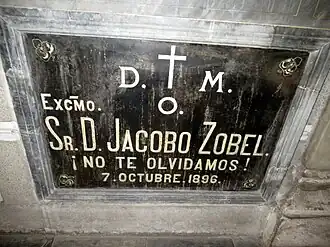 D. M.
O.
Excmo.
Sr. D. Jacobo Zobel.
¡NO TE OLVIDAMOS!
7. OCTUBRE. 1896.